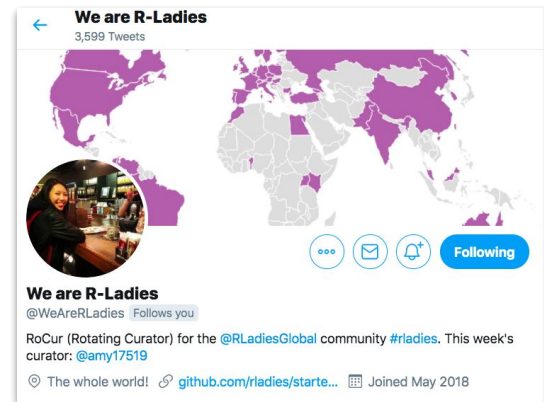 We are R-Ladies
3,599 Tweets
Following
We are R-Ladies
@WeAreRLadies Follows you
RoCur (Rotating Curator) for the @RLadiesGlobal community #rladies. This week's
curator: @amy17519
The whole world! github.com/rladies/starte... Joined May 2018